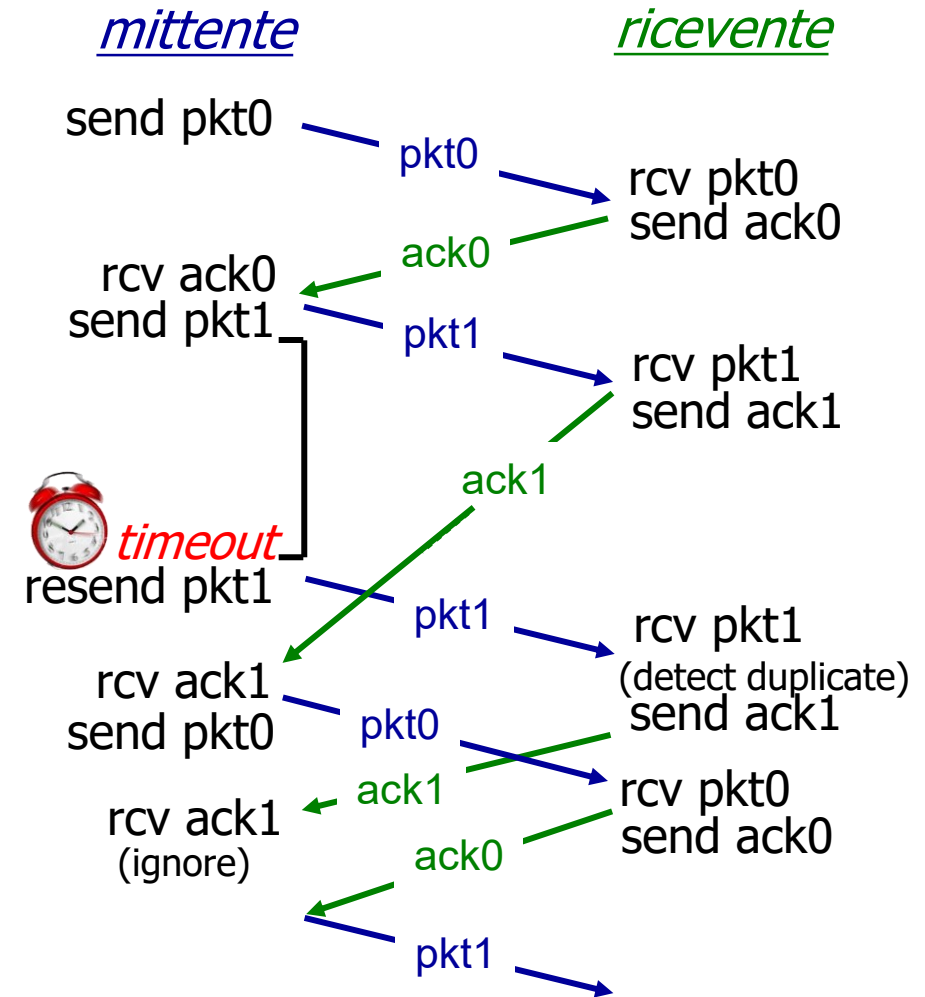 mittente ricevente
send pkt0
pkt0
rcv pkt0
send ack0
ack0
rcv ack0
send pkt1
pkt1
rcv pkt1
send ack1
ack1
timeout
resend pkt1
pkt1
rcv pkt1
(detect duplicate)
send ack1
rcv ack1
send pkt0
pkt0
ack1
rcv pkt0
send ack0
rcv ack1
(ignore)
ack0
pkt1